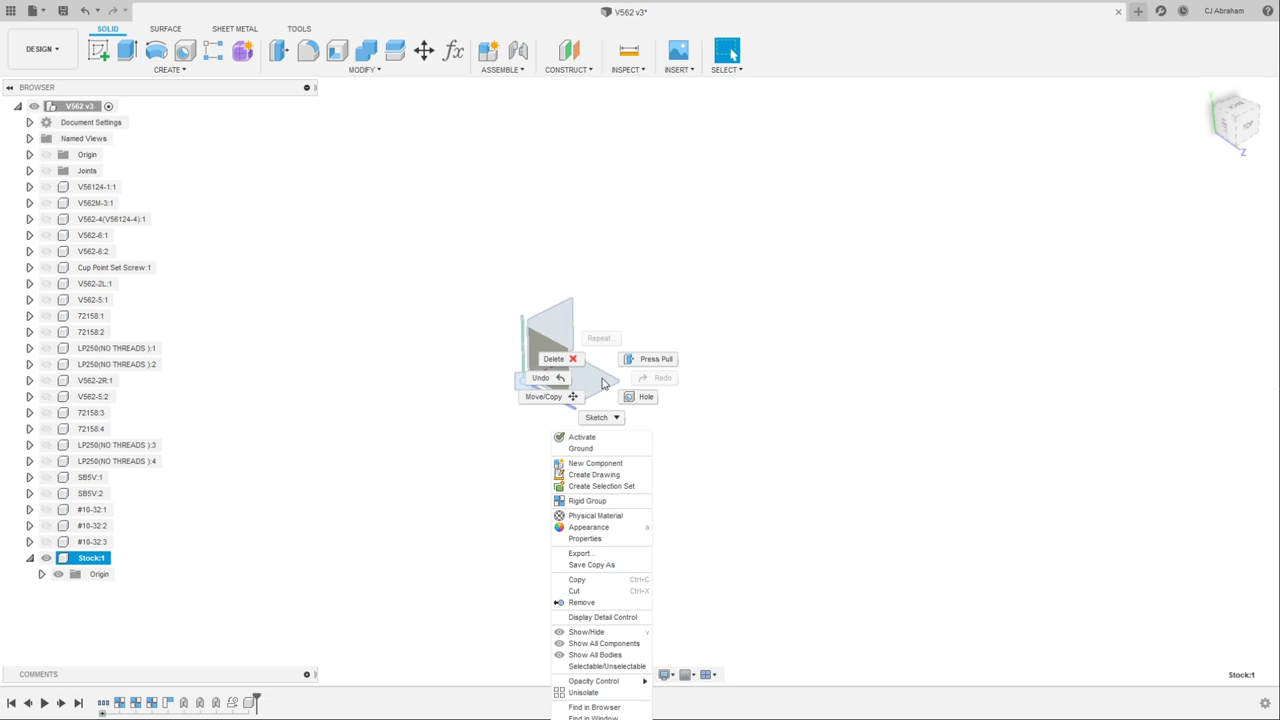 V562 v3*
CJ Abraham
DESIGN
SOLID
SURFACE
SHEET METAL
TOOLS
CREATE
MODIFY
ASSEMBLE
CONSTRUCT
INSPECT
INSERT
SELECT
BROWSER
V562 v3
Document Settings
Named Views
Origin
Joints
V56124-1:1
V562M-3:1
V562-4(V56124-4):1
V562-6:1
V562-6:2
Cup Point Set Screw:1
V562-2L:1
V562-5:1
72158:1
72158:2
LP250(NO THREADS ):1
LP250(NO THREADS ):2
V562-2R:1
V562-5:2
72158:3
72158:4
LP250(NO THREADS ):3
LP250(NO THREADS ):4
SB5V:1
SB5V:2
#10-32:1
#10-32:2
#10-32:3
Stock:1
Origin
Y
Z
TOP
Repeat...
Delete
Press Pull
Undo
Redo
Move/Copy
Hole
Sketch
Activate
Ground
New Component
Create Drawing
Create Selection Set
Rigid Group
Physical Material
Appearance a
Properties
Export...
Save Copy As
Copy Ctrl+C
Cut Ctrl+X
Remove
Display Detail Control
Show/Hide v
Show All Components
Show All Bodies
Selectable/Unselectable
Opacity Control
Unisolate
Find in Browser
Find in Window
COMMENTS
Stock:1